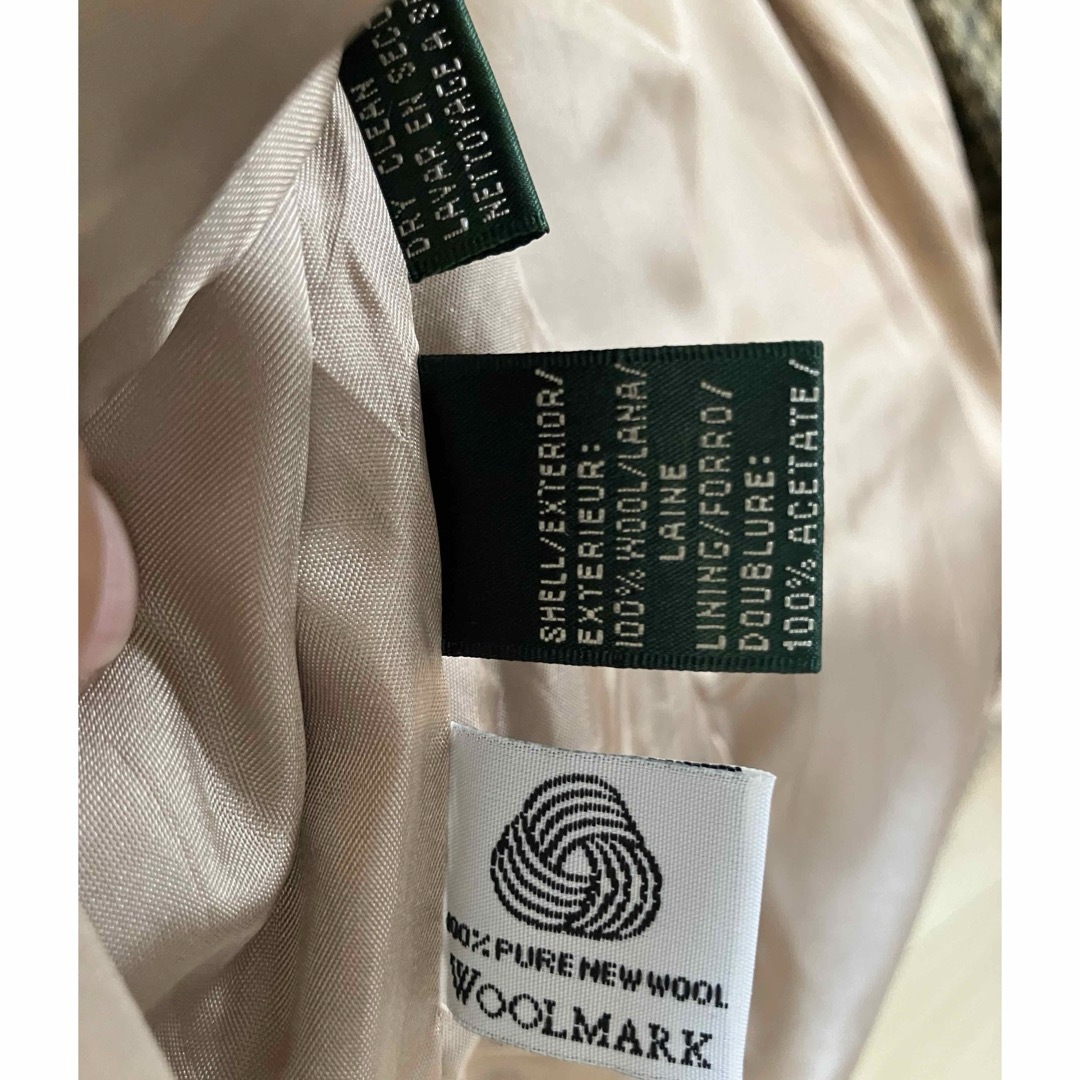 DRY CLEAN
LAVAR EN
NETTOYAGE A
SHELL/EXTERIOR/
EXTERIEUR:
100% WOOL/LANA/
LAINE
LINING/FORRO/
DOUBLURE:
100% ACETATE/
100% PURE NEW WOOL
WOOLMARK